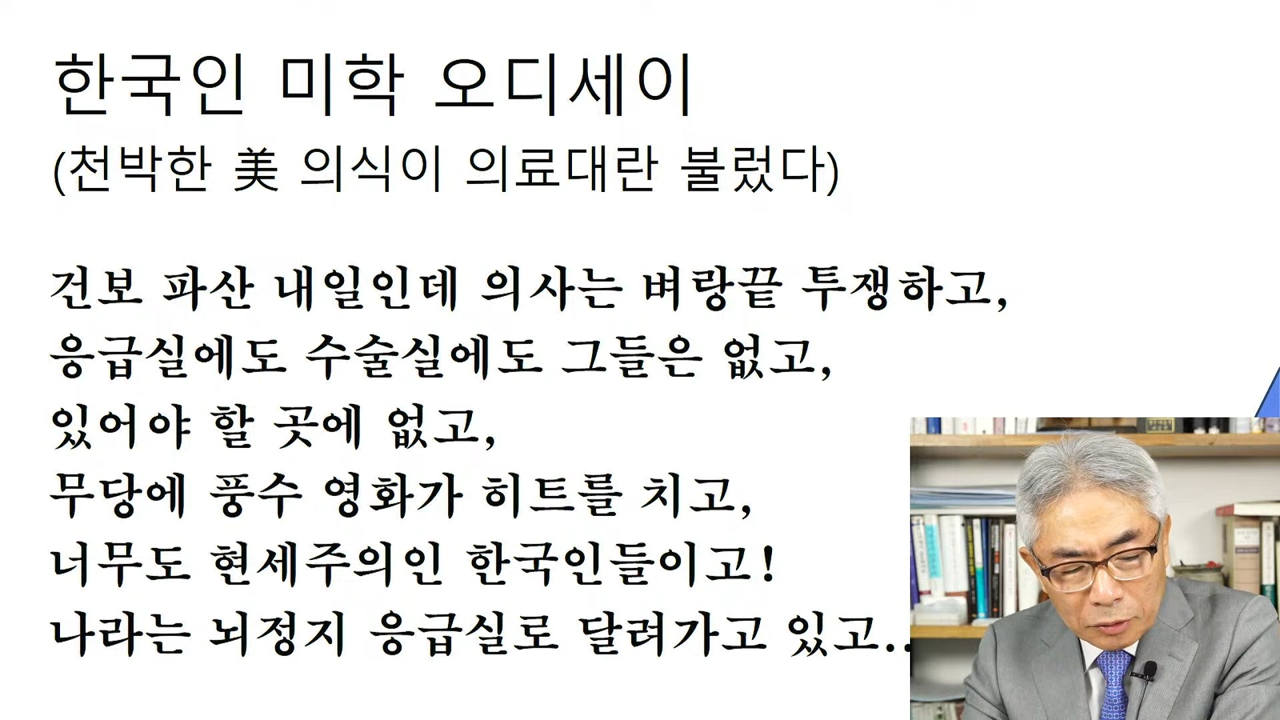 한국인 미학 오디세이
(천박한 美 의식이 의료대란 불렀다)
건보 파산 내일인데 의사는 벼랑끝 투쟁하고,
응급실에도 수술실에도 그들은 없고,
있어야 할 곳에 없고,
무당에 풍수 영화가 히트를 치고,
너무도 현세주의인 한국인들이고!
나라는 뇌정지 응급실로 달려가고 있고..